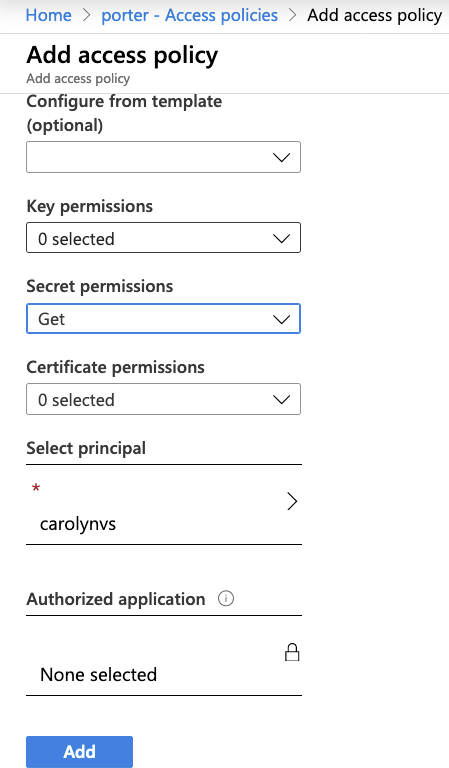 Home > porter - Access policies > Add access policy
Add access policy
Add access policy
Configure from template
(optional)
Key permissions
0 selected
Secret permissions
Get
Certificate permissions
0 selected
Select principal
*
carolynvs
Authorized application
None selected
Add